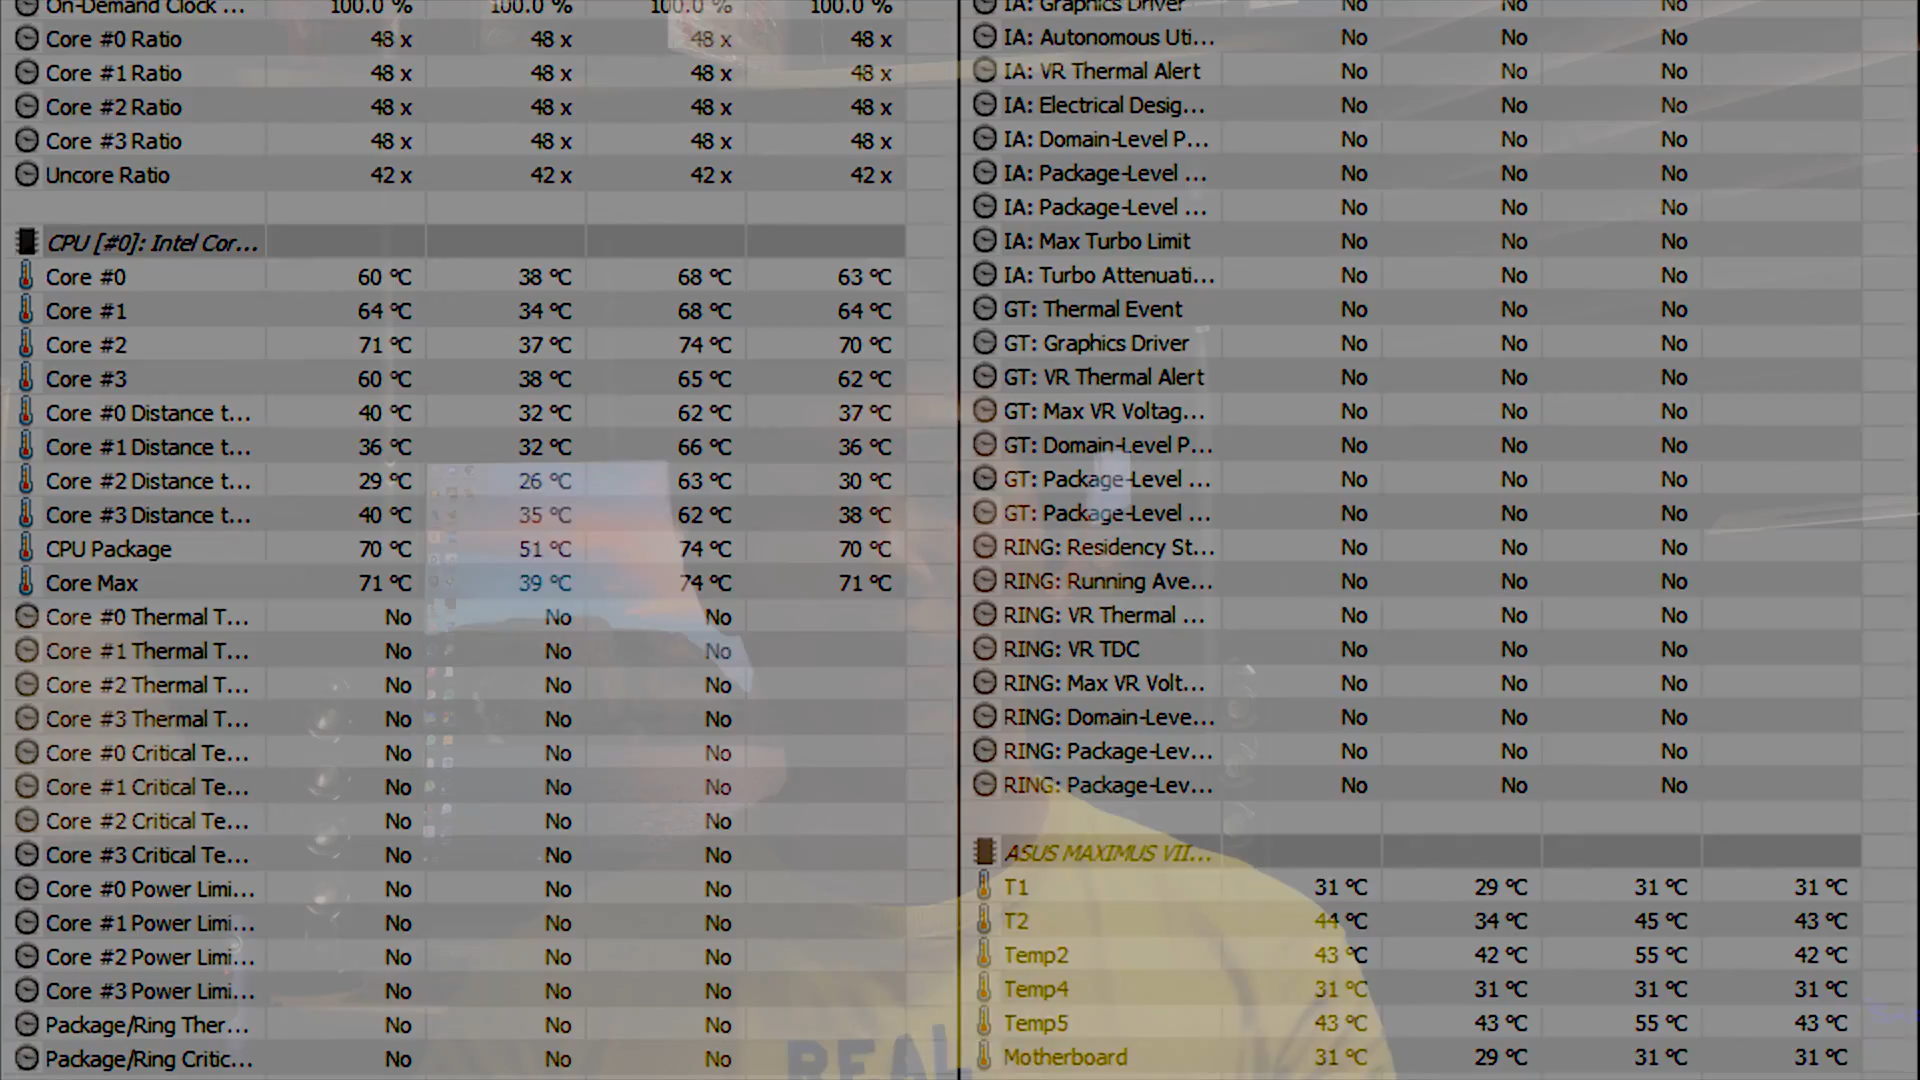 On-Demand Clock ... 100.0 % 100.0 % 100.0 % 100.0 %
Core #0 Ratio 48 x 48 x 48 x 48 x
Core #1 Ratio 48 x 48 x 48 x 48 x
Core #2 Ratio 48 x 48 x 48 x 48 x
Core #3 Ratio 48 x 48 x 48 x 48 x
Uncore Ratio 42 x 42 x 42 x 42 x
CPU [#0]: Intel Cor...
Core #0 60 °C 38 °C 68 °C 63 °C
Core #1 64 °C 34 °C 68 °C 64 °C
Core #2 71 °C 37 °C 74 °C 70 °C
Core #3 60 °C 38 °C 65 °C 62 °C
Core #0 Distance t... 40 °C 32 °C 62 °C 37 °C
Core #1 Distance t... 36 °C 32 °C 66 °C 36 °C
Core #2 Distance t... 29 °C 26 °C 63 °C 30 °C
Core #3 Distance t... 40 °C 35 °C 62 °C 38 °C
CPU Package 70 °C 51 °C 74 °C 70 °C
Core Max 71 °C 39 °C 74 °C 71 °C
Core #0 Thermal T... No No No
Core #1 Thermal T... No No No
Core #2 Thermal T... No No No
Core #3 Thermal T... No No No
Core #0 Critical Te... No No No
Core #1 Critical Te... No No No
Core #2 Critical Te... No No No
Core #3 Critical Te... No No No
Core #0 Power Limi... No No No
Core #1 Power Limi... No No No
Core #2 Power Limi... No No No
Core #3 Power Limi... No No No
Package/Ring Ther... No No No
Package/Ring Critic... No No No
IA: Graphics Driver No No No
IA: Autonomous Uti... No No No
IA: VR Thermal Alert No No No
IA: Electrical Desig... No No No
IA: Domain-Level P... No No No
IA: Package-Level ... No No No
IA: Package-Level ... No No No
IA: Max Turbo Limit No No No
IA: Turbo Attenuati... No No No
GT: Thermal Event No No No
GT: Graphics Driver No No No
GT: VR Thermal Alert No No No
GT: Max VR Voltag... No No No
GT: Domain-Level P... No No No
GT: Package-Level ... No No No
GT: Package-Level ... No No No
RING: Residency St... No No No
RING: Running Ave... No No No
RING: VR Thermal ... No No No
RING: VR TDC No No No
RING: Max VR Volt... No No No
RING: Domain-Leve... No No No
RING: Package-Lev... No No No
RING: Package-Lev... No No No
ASUS MAXIMUS VII...
T1 31 °C 29 °C 31 °C 31 °C
T2 44 °C 34 °C 45 °C 43 °C
Temp2 43 °C 42 °C 55 °C 42 °C
Temp4 31 °C 31 °C 31 °C 31 °C
Temp5 43 °C 43 °C 55 °C 43 °C
Motherboard 31 °C 29 °C 31 °C 31 °C
REAL